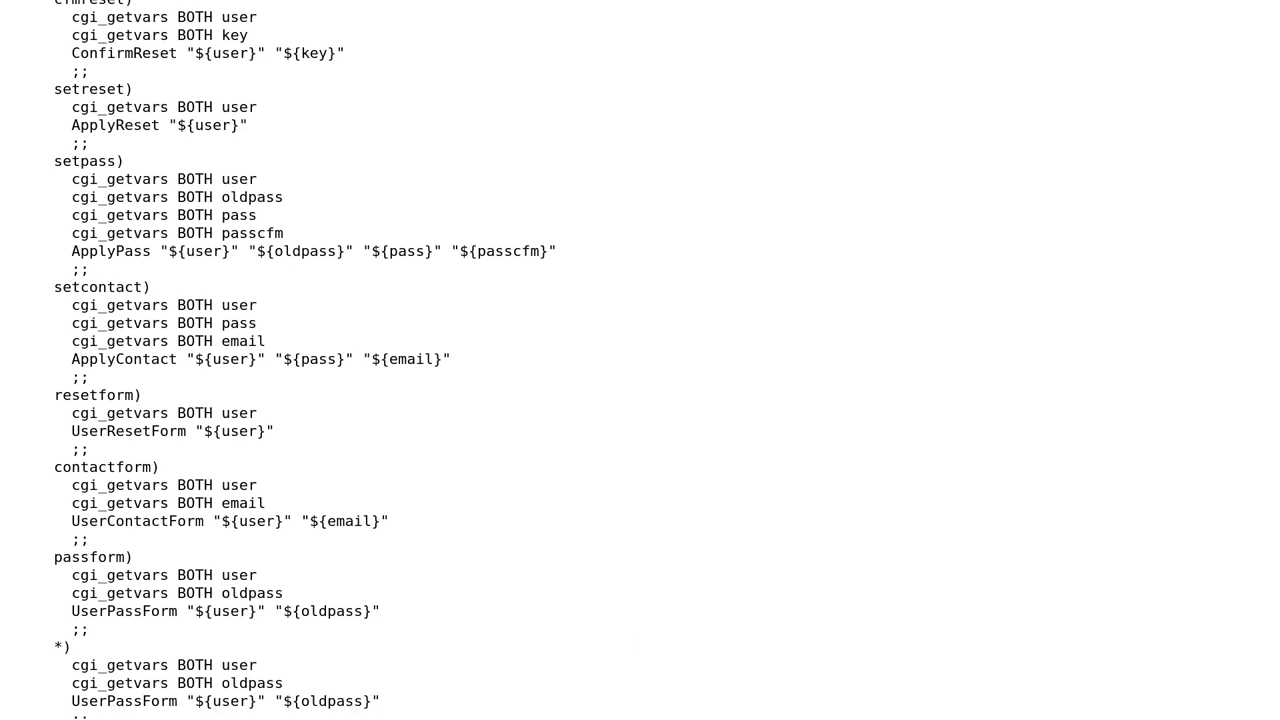 cfmreset)
cgi_getvars BOTH user
cgi_getvars BOTH key
ConfirmReset "${user}" "${key}"
;;
setreset)
cgi_getvars BOTH user
ApplyReset "${user}"
;;
setpass)
cgi_getvars BOTH user
cgi_getvars BOTH oldpass
cgi_getvars BOTH pass
cgi_getvars BOTH passcfm
ApplyPass "${user}" "${oldpass}" "${pass}" "${passcfm}"
;;
setcontact)
cgi_getvars BOTH user
cgi_getvars BOTH pass
cgi_getvars BOTH email
ApplyContact "${user}" "${pass}" "${email}"
;;
resetform)
cgi_getvars BOTH user
UserResetForm "${user}"
;;
contactform)
cgi_getvars BOTH user
cgi_getvars BOTH email
UserContactForm "${user}" "${email}"
;;
passform)
cgi_getvars BOTH user
cgi_getvars BOTH oldpass
UserPassForm "${user}" "${oldpass}"
;;
*)
cgi_getvars BOTH user
cgi_getvars BOTH oldpass
UserPassForm "${user}" "${oldpass}"
;;